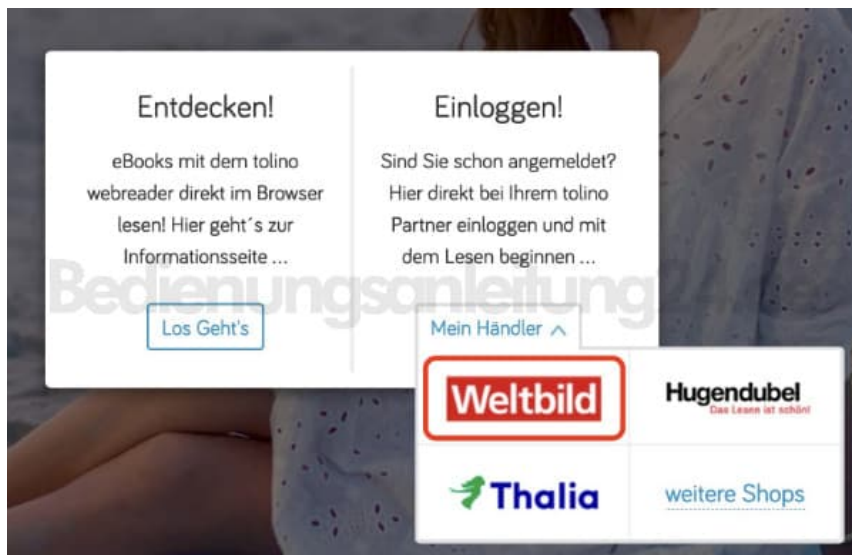 Entdecken!
eBooks mit dem tolino
webreader direkt im Browser
lesen! Hier geht´s zur
Informationsseite ...
Los Geht's
Einloggen!
Sind Sie schon angemeldet?
Hier direkt bei Ihrem tolino
Partner einloggen und mit
dem Lesen beginnen ...
Mein Händler
Weltbild
Hugendubel
Das Lesen ist schön!
Thalia
weitere Shops
Bedienungsanleitung24.de